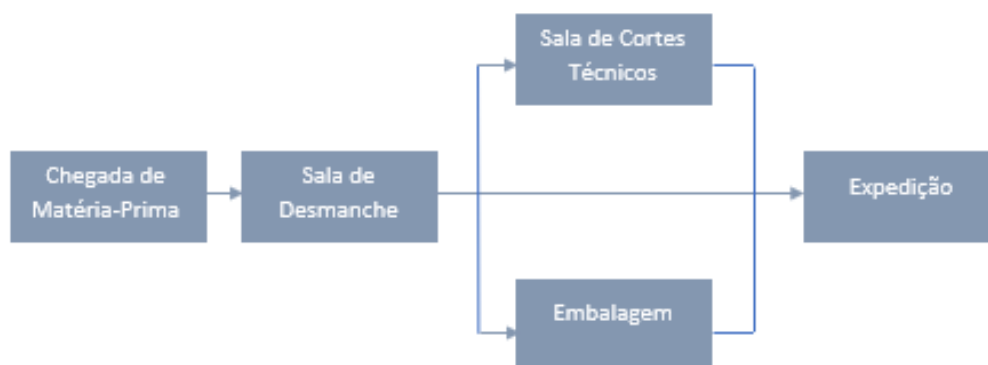 Sala de Cortes
Técnicos
Chegada de
Matéria-Prima
Sala de
Desmanche
Expedição
Embalagem